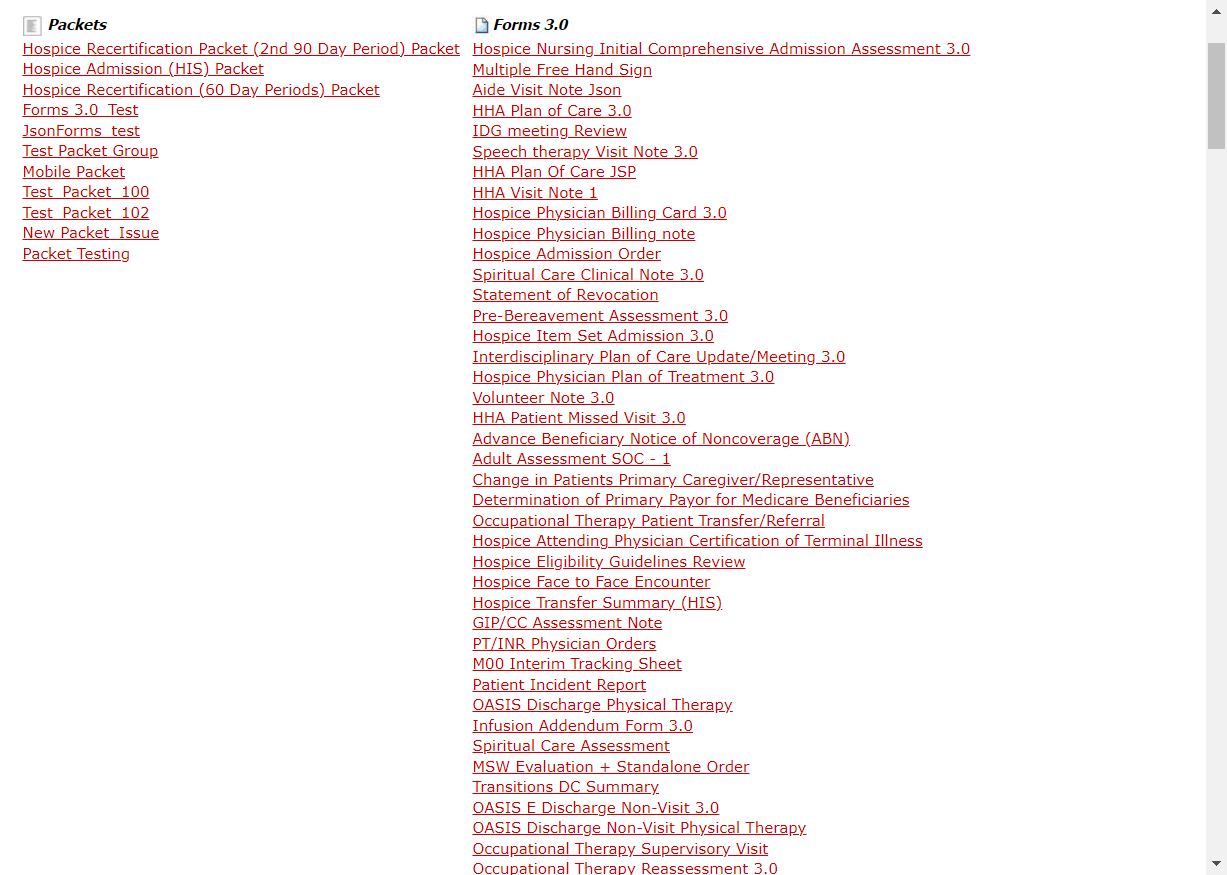 Packets
Hospice Recertification Packet (2nd 90 Day Period) Packet
Hospice Admission (HIS) Packet
Hospice Recertification (60 Day Periods) Packet
Forms 3.0_Test
JsonForms_test
Test Packet Group
Mobile Packet
Test_Packet_100
Test_Packet_102
New Packet_Issue
Packet Testing
Forms 3.0
Hospice Nursing Initial Comprehensive Admission Assessment 3.0
Multiple Free Hand Sign
Aide Visit Note Json
HHA Plan of Care 3.0
IDG meeting Review
Speech therapy Visit Note 3.0
HHA Plan Of Care JSP
HHA Visit Note 1
Hospice Physician Billing Card 3.0
Hospice Physician Billing note
Hospice Admission Order
Spiritual Care Clinical Note 3.0
Statement of Revocation
Pre-Bereavement Assessment 3.0
Hospice Item Set Admission 3.0
Interdisciplinary Plan of Care Update/Meeting 3.0
Hospice Physician Plan of Treatment 3.0
Volunteer Note 3.0
HHA Patient Missed Visit 3.0
Advance Beneficiary Notice of Noncoverage (ABN)
Adult Assessment SOC - 1
Change in Patients Primary Caregiver/Representative
Determination of Primary Payor for Medicare Beneficiaries
Occupational Therapy Patient Transfer/Referral
Hospice Attending Physician Certification of Terminal Illness
Hospice Eligibility Guidelines Review
Hospice Face to Face Encounter
Hospice Transfer Summary (HIS)
GIP/CC Assessment Note
PT/INR Physician Orders
M00 Interim Tracking Sheet
Patient Incident Report
OASIS Discharge Physical Therapy
Infusion Addendum Form 3.0
Spiritual Care Assessment
MSW Evaluation + Standalone Order
Transitions DC Summary
OASIS E Discharge Non-Visit 3.0
OASIS Discharge Non-Visit Physical Therapy
Occupational Therapy Supervisory Visit
Occupational Therapy Reassessment 3.0